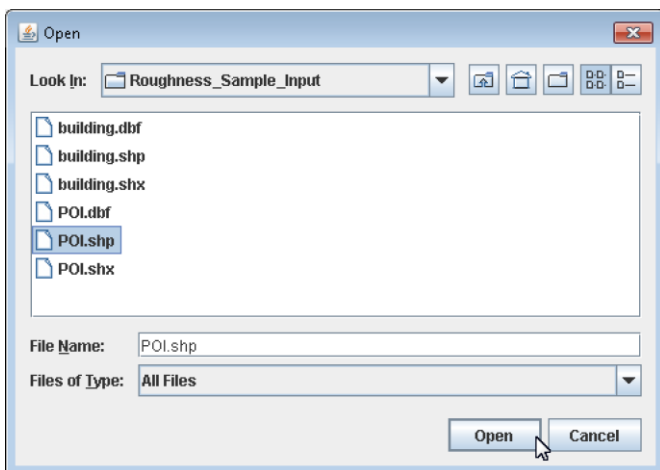 Open
Look In: Roughness_Sample_Input
building.dbf
building.shp
building.shx
POI.dbf
POI.shp
POI.shx
File Name: POI.shp
Files of Type: All Files
Open Cancel